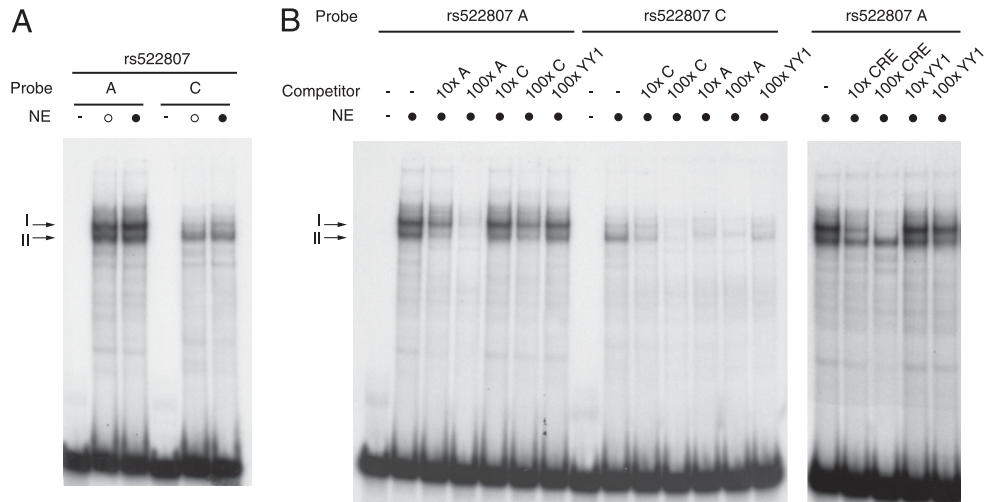 A
rs522807
Probe A C
NE - -
I
II
B
Probe rs522807 A rs522807 C rs522807 A
Competitor - - 10x A 100x A 10x C 100x C 100x YY1 - - 10x C 100x C 10x A 100x A 100x YY1 - 10x CRE 100x CRE 10x YY1 100x YY1
NE - -
I
II